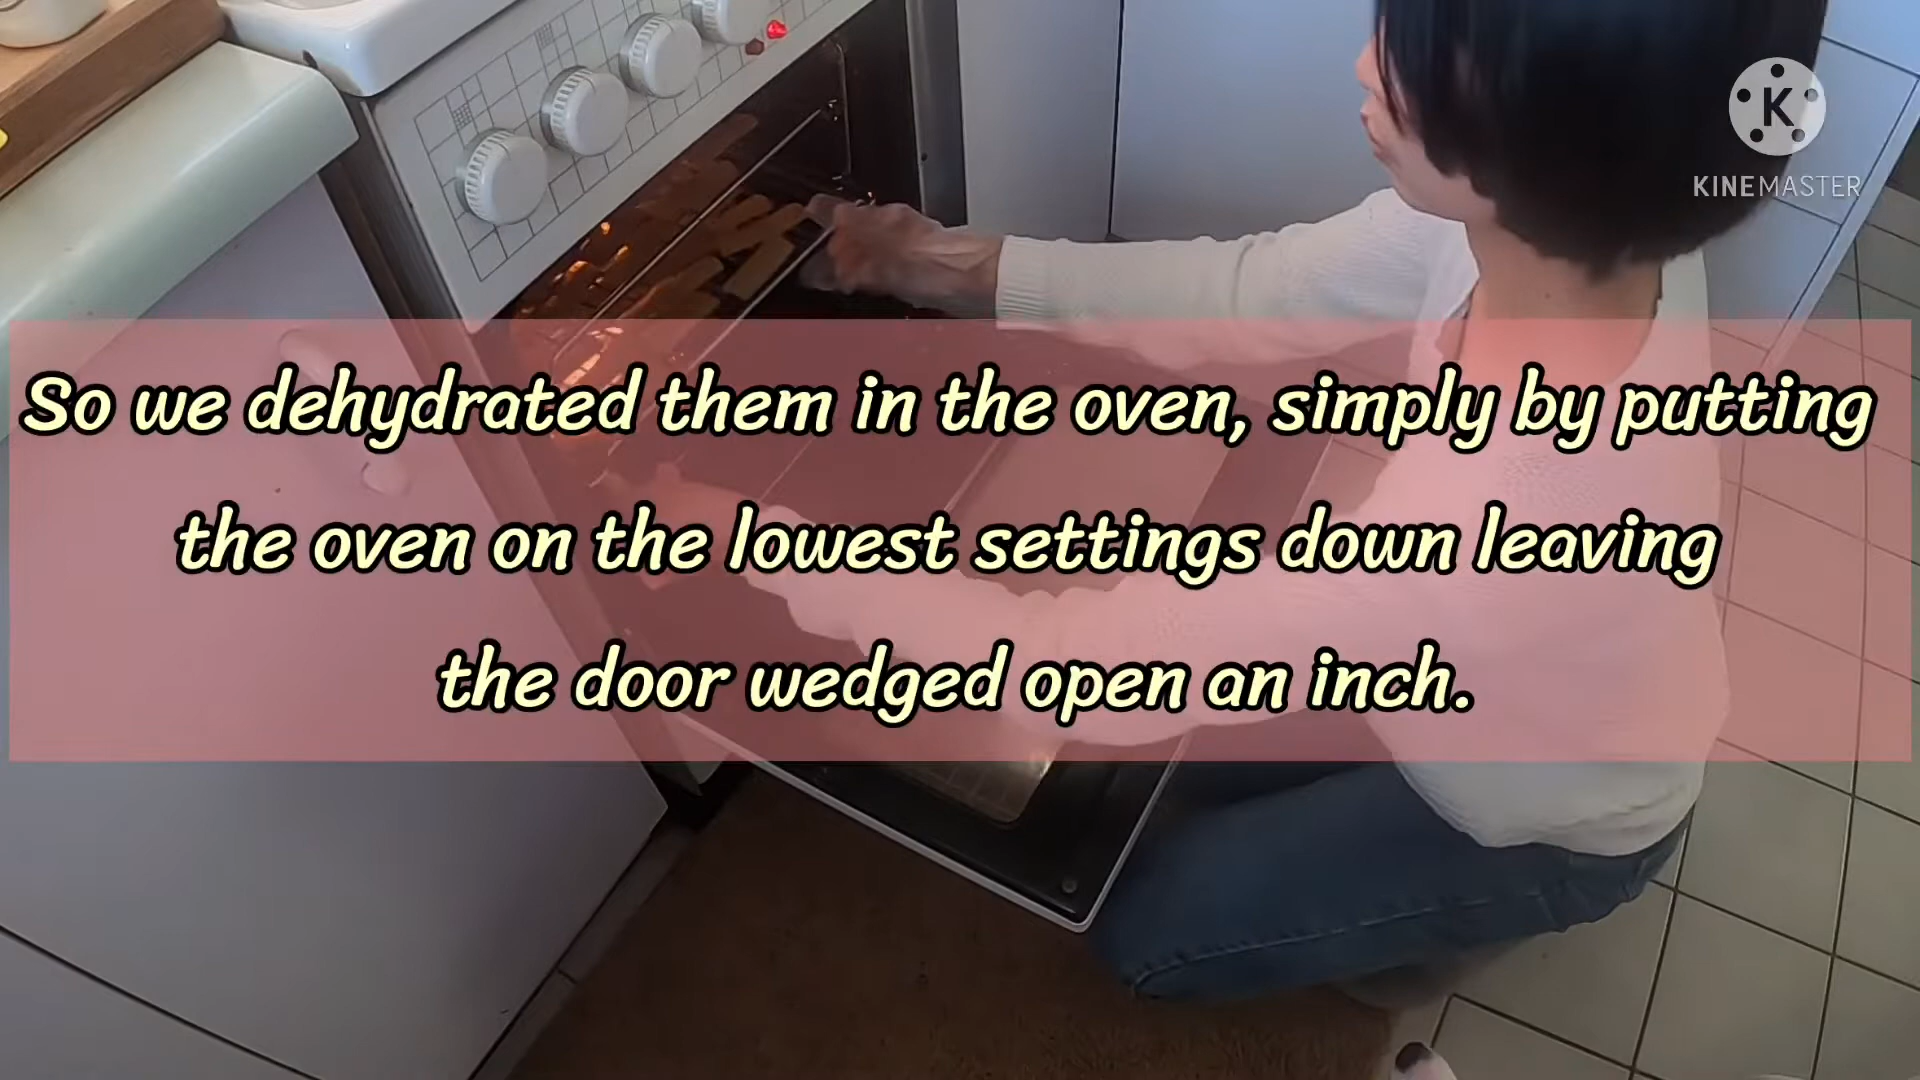 K
KINEMASTER
So we dehydrated them in the oven, simply by putting
the oven on the lowest settings down leaving
the door wedged open an inch.